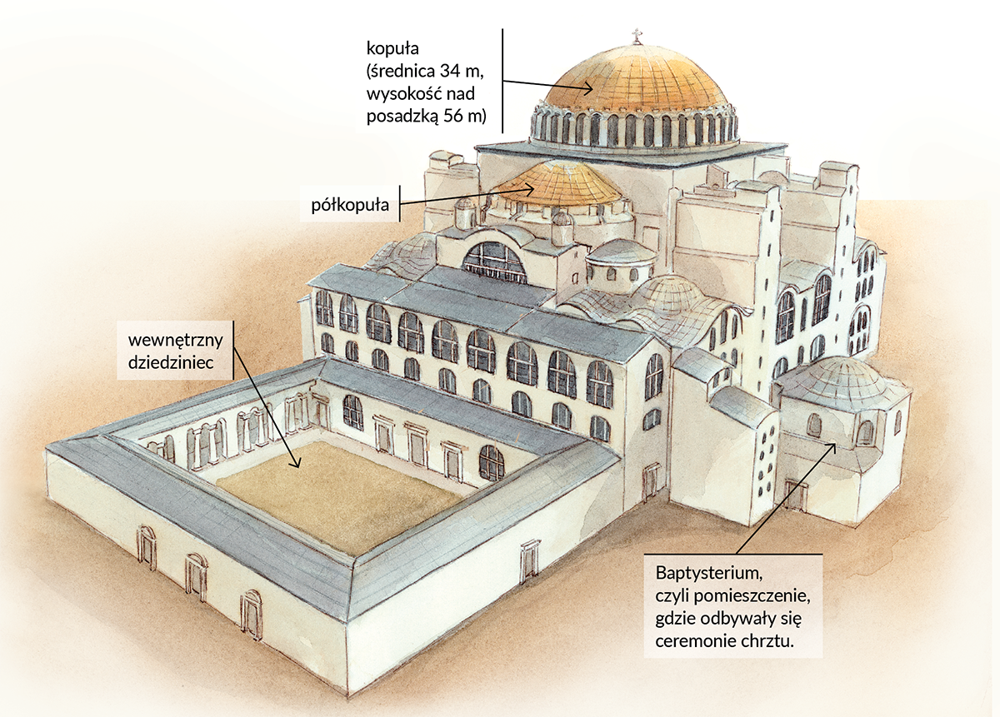 kopuła
(średnica 34 m,
wysokość nad
posadzką 56 m)
półkopuła
wewnętrzny
dziedziniec
Baptysterium,
czyli pomieszczenie,
gdzie odbywały się
ceremonie chrztu.